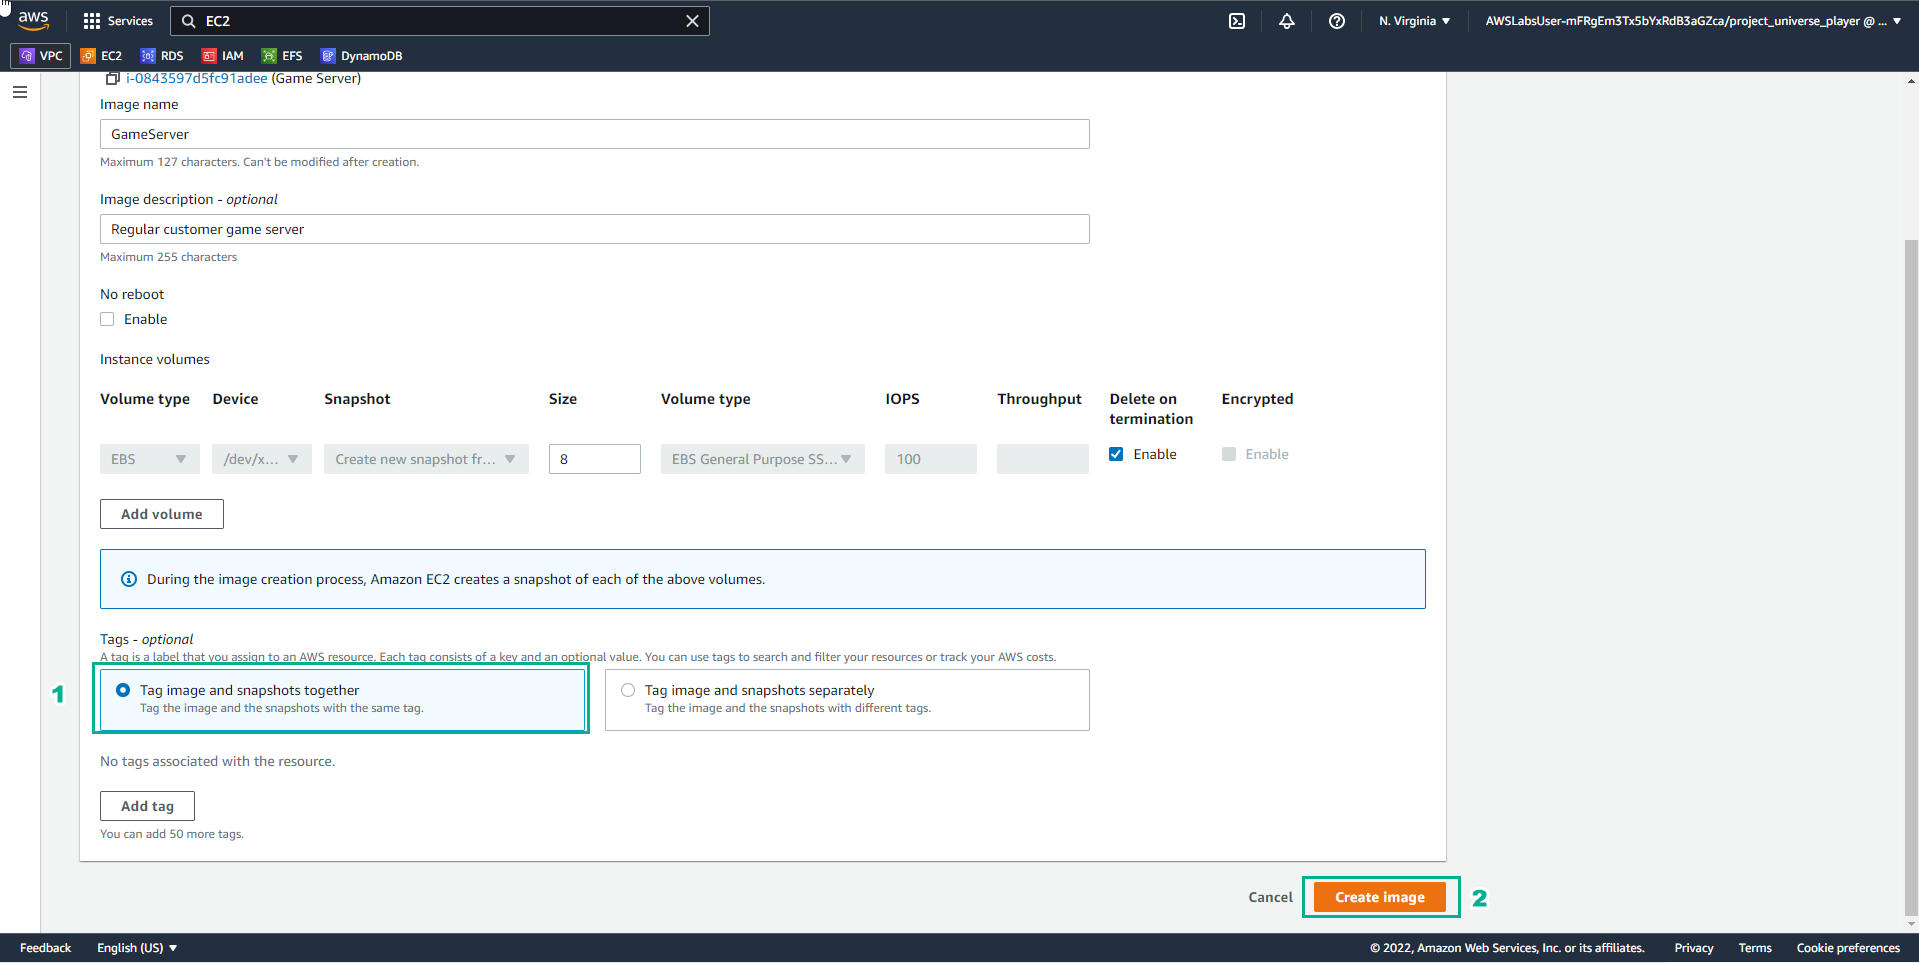 aws
Services
EC2
N. Virginia
AWSLabsUser-mFRgEm3Tx5bYxRdB3aGZca/project_universe_player @ ...
VPC
EC2
RDS
IAM
EFS
DynamoDB
i-0843597d5fc91adee (Game Server)
Image name
GameServer
Maximum 127 characters. Can't be modified after creation.
Image description - optional
Regular customer game server
Maximum 255 characters
No reboot
Enable
Instance volumes
Volume type
Device
Snapshot
Size
Volume type
IOPS
Throughput
Delete on
termination
Encrypted
EBS
/dev/x...
Create new snapshot fr...
8
EBS General Purpose SS...
100
Enable
Enable
Add volume
During the image creation process, Amazon EC2 creates a snapshot of each of the above volumes.
Tags - optional
A tag is a label that you assign to an AWS resource. Each tag consists of a key and an optional value. You can use tags to search and filter your resources or track your AWS costs.
1
Tag image and snapshots together
Tag the image and the snapshots with the same tag.
Tag image and snapshots separately
Tag the image and the snapshots with different tags.
No tags associated with the resource.
Add tag
You can add 50 more tags.
Cancel
Create image
2
Feedback
English (US)
© 2022, Amazon Web Services, Inc. or its affiliates.
Privacy
Terms
Cookie preferences